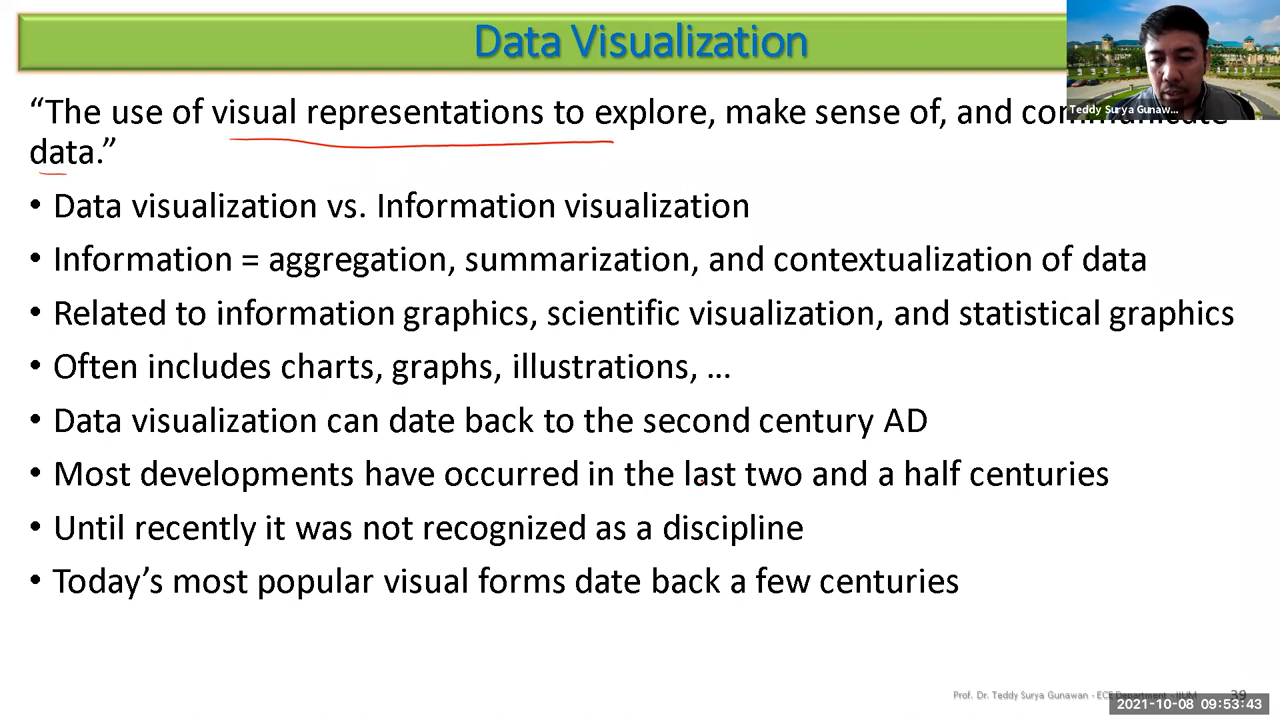 Data Visualization
“The use of visual representations to explore, make sense of, and communicate
data.”
• Data visualization vs. Information visualization
• Information = aggregation, summarization, and contextualization of data
• Related to information graphics, scientific visualization, and statistical graphics
• Often includes charts, graphs, illustrations, ...
• Data visualization can date back to the second century AD
• Most developments have occurred in the last two and a half centuries
• Until recently it was not recognized as a discipline
• Today’s most popular visual forms date back a few centuries
Teddy Surya Gunaw...
Prof. Dr. Teddy Surya Gunawan - ECE Department - IIUM
39
2021-10-08 09:53:43